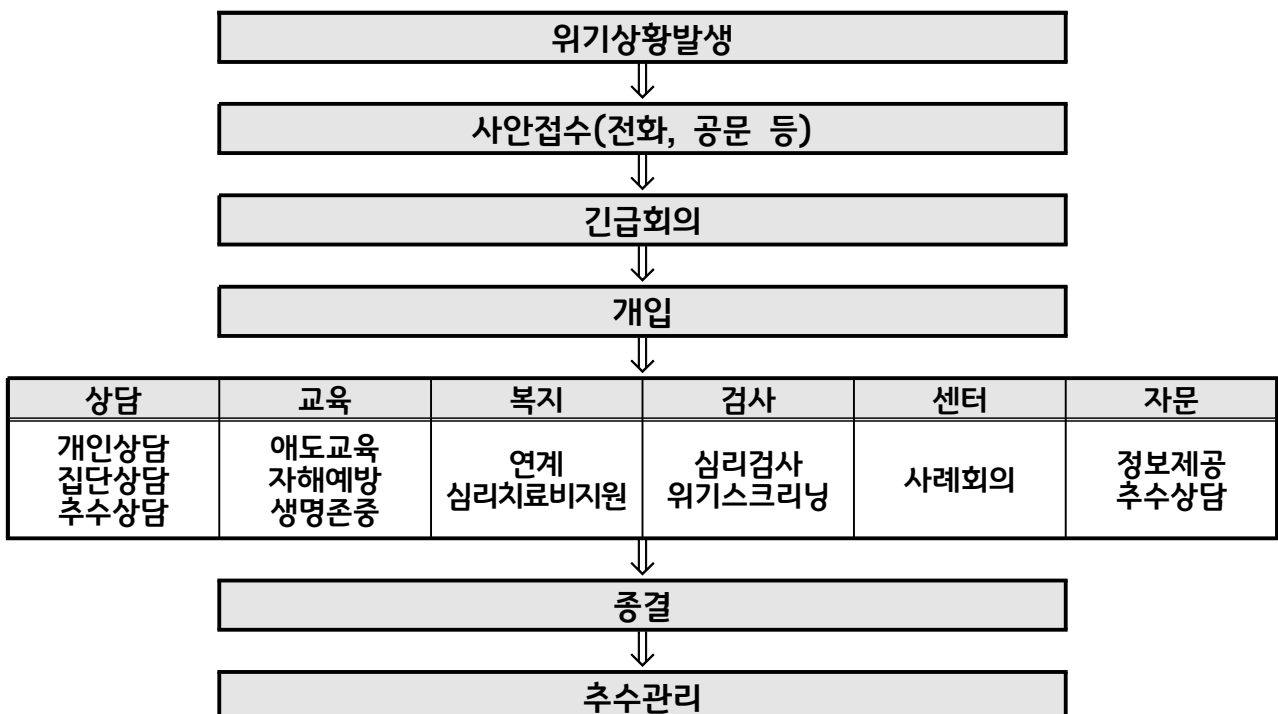 위기상황발생
사안접수(전화, 공문 등)
긴급회의
개입
상담 교육 복지 검사 센터 자문
개인상담
집단상담
추수상담
애도교육
자해예방
생명존중
연계
심리치료비지원
심리검사
위기스크리닝
사례회의
정보제공
추수상담
종결
추수관리